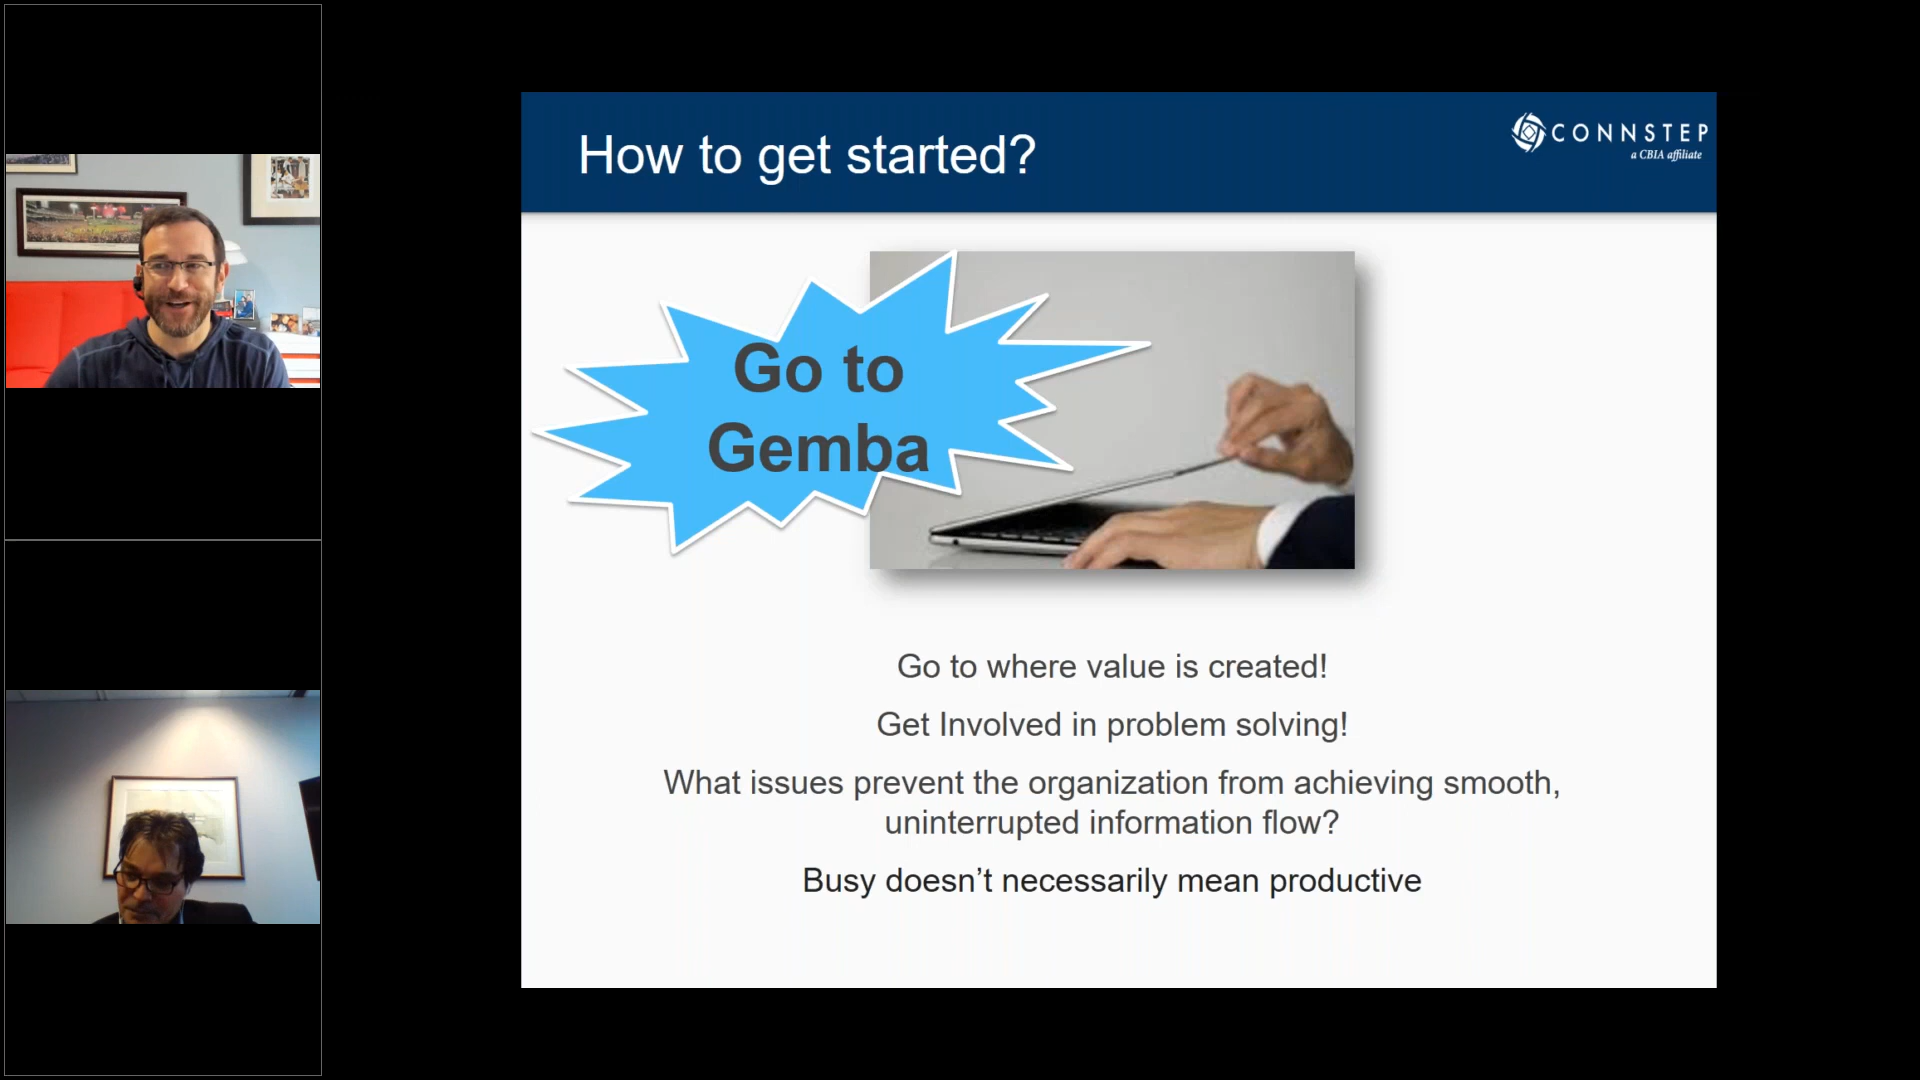 How to get started?
CONNSTEP
a CBIA affiliate
Go to
Gemba
Go to where value is created!
Get Involved in problem solving!
What issues prevent the organization from achieving smooth,
uninterrupted information flow?
Busy doesn’t necessarily mean productive